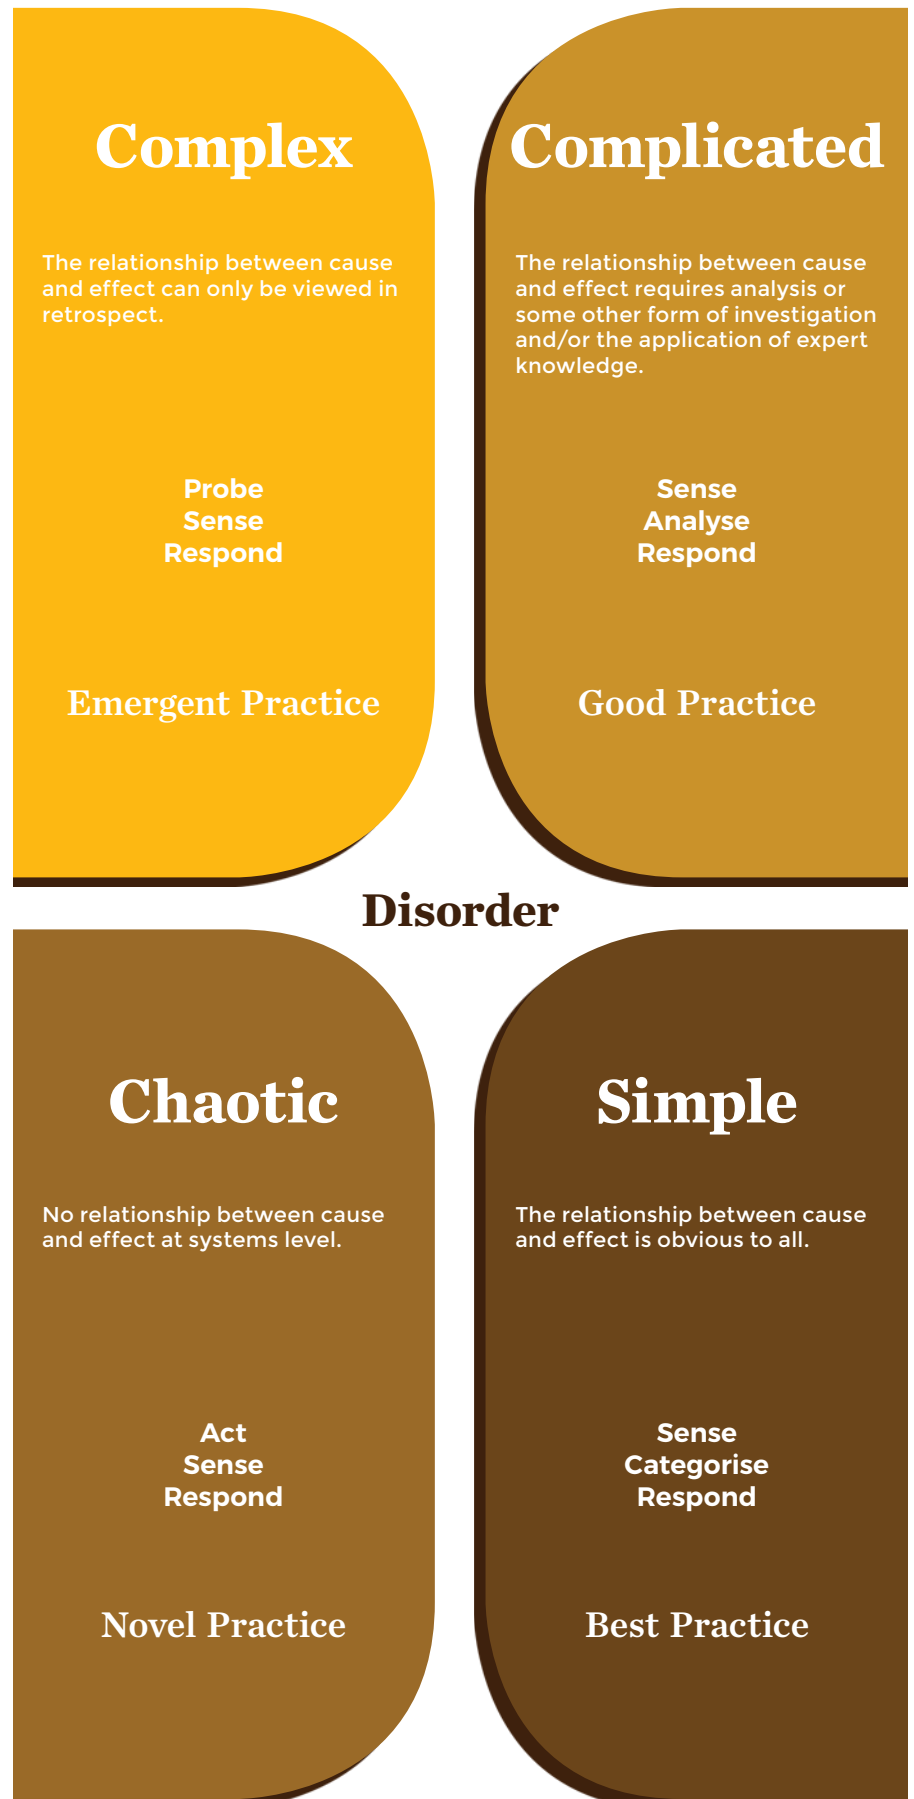 Complex
The relationship between cause
and effect can only be viewed in
retrospect.
Probe
Sense
Respond
Emergent Practice
Complicated
The relationship between cause
and effect requires analysis or
some other form of investigation
and/or the application of expert
knowledge.
Sense
Analyse
Respond
Good Practice
Disorder
Chaotic
No relationship between cause
and effect at systems level.
Act
Sense
Respond
Novel Practice
Simple
The relationship between cause
and effect is obvious to all.
Sense
Categorise
Respond
Best Practice